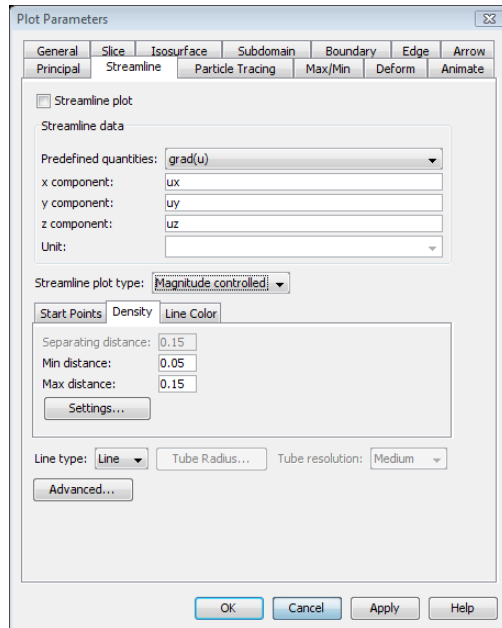 Plot Parameters
General Slice Isosurface Subdomain Boundary Edge Arrow
Principal Streamline Particle Tracing Max/Min Deform Animate
Streamline plot
Streamline data
Predefined quantities: grad(u)
x component: ux
y component: uy
z component: uz
Unit:
Streamline plot type: Magnitude controlled
Start Points Density Line Color
Separating distance: 0.15
Min distance: 0.05
Max distance: 0.15
Settings...
Line type: Line Tube Radius... Tube resolution: Medium
Advanced...
OK Cancel Apply Help